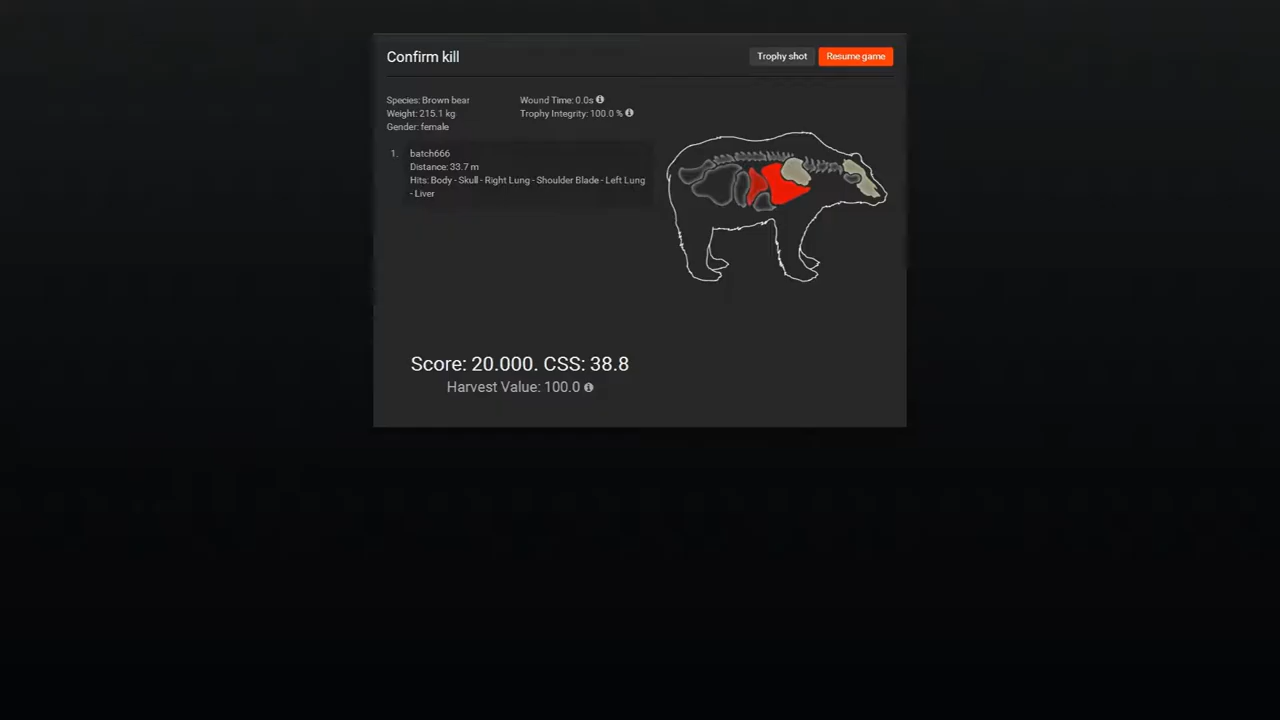 Confirm kill
Trophy shot
Resume game
Species: Brown bear
Weight: 215.1 kg
Gender: female
Wound Time: 0.0s
Trophy Integrity: 100.0 %
1. batch666
Distance: 33.7 m
Hits: Body - Skull - Right Lung - Shoulder Blade - Left Lung
- Liver
Score: 20.000. CSS: 38.8
Harvest Value: 100.0